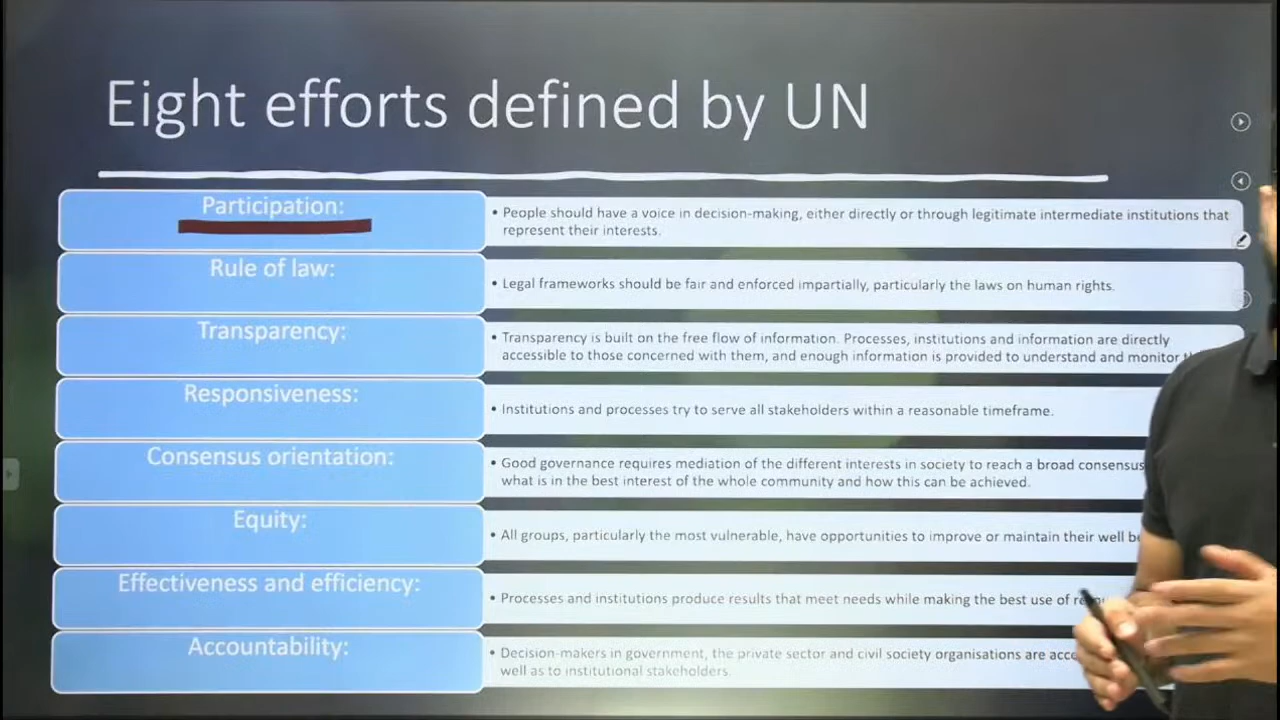 Eight efforts defined by UN
Participation:
• People should have a voice in decision-making, either directly or through legitimate intermediate institutions that
represent their interests.
Rule of law:
• Legal frameworks should be fair and enforced impartially, particularly the laws on human rights.
Transparency:
• Transparency is built on the free flow of information. Processes, institutions and information are directly
accessible to those concerned with them, and enough information is provided to understand and monitor
Responsiveness:
• Institutions and processes try to serve all stakeholders within a reasonable timeframe.
Consensus orientation:
• Good governance requires mediation of the different interests in society to reach a broad consensus
what is in the best interest of the whole community and how this can be achieved.
Equity:
• All groups, particularly the most vulnerable, have opportunities to improve or maintain their well
Effectiveness and efficiency:
• Processes and institutions produce results that meet needs while making the best use of
Accountability:
• Decision-makers in government, the private sector and civil society organisations are
well as to institutional stakeholders.